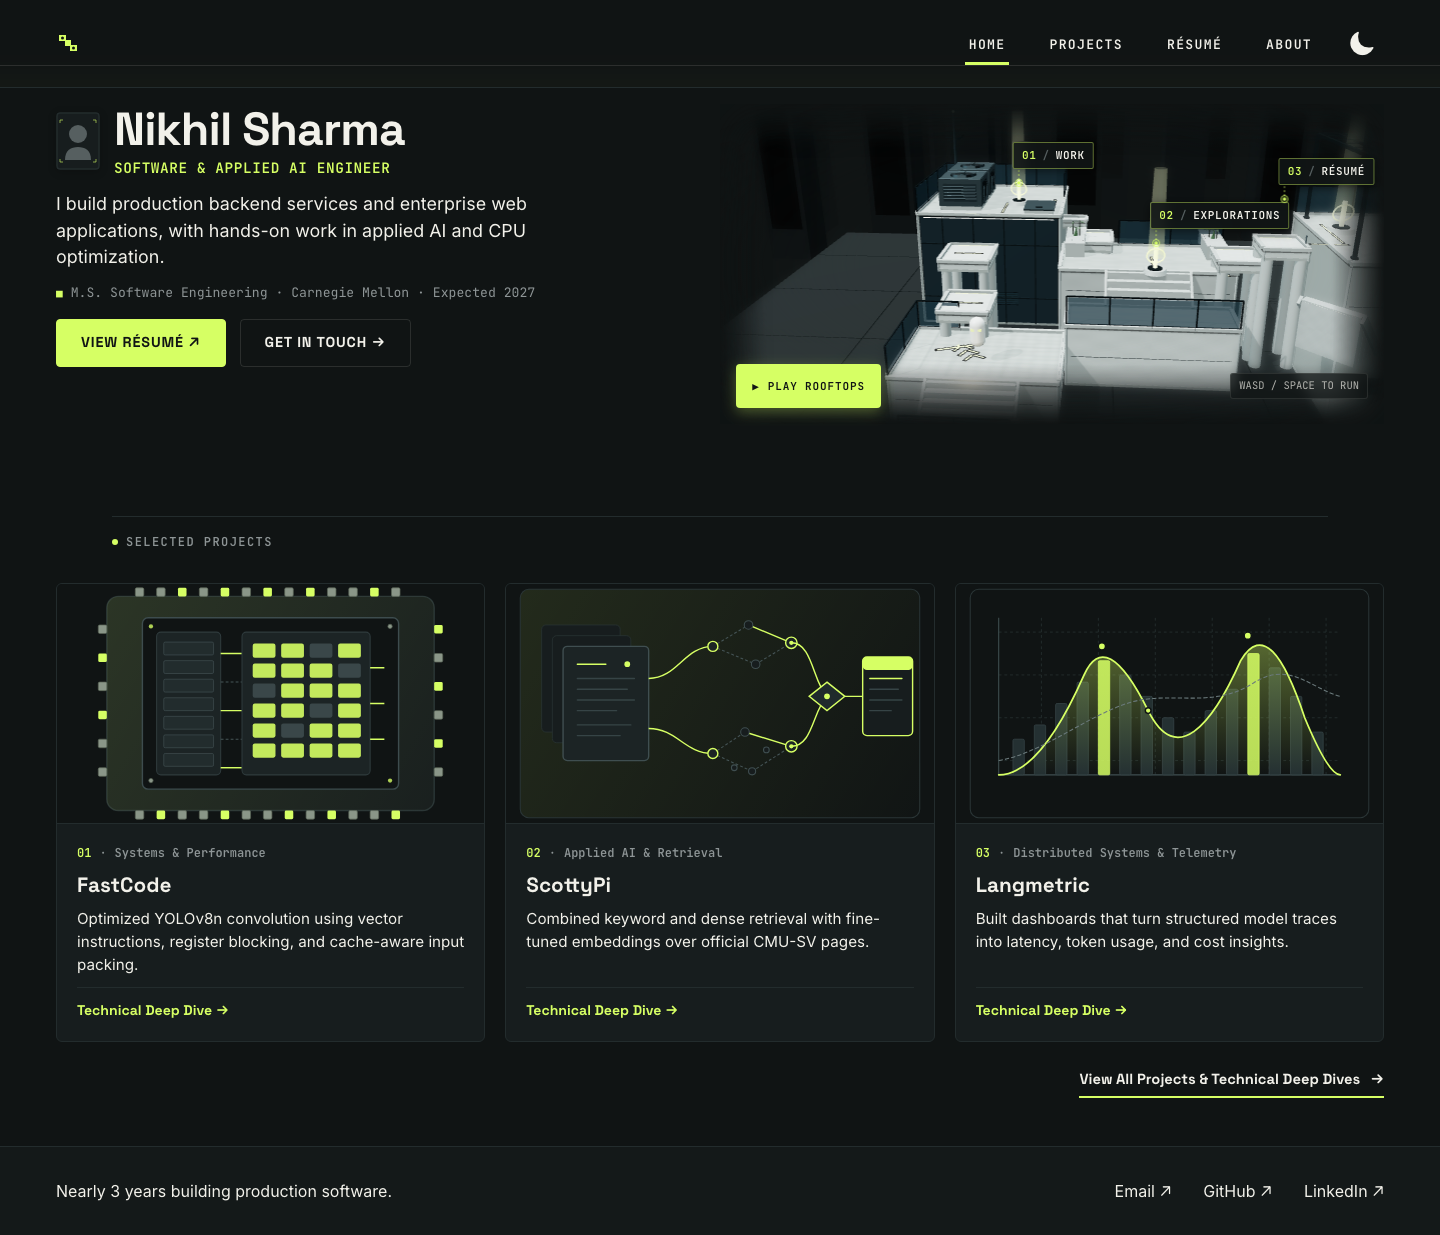 HOME PROJECTS RÉSUMÉ ABOUT
Nikhil Sharma
SOFTWARE & APPLIED AI ENGINEER
I build production backend services and enterprise web
applications, with hands-on work in applied AI and CPU
optimization.
M.S. Software Engineering · Carnegie Mellon · Expected 2027
VIEW RÉSUMÉ ↗ GET IN TOUCH →
01 / WORK
03 / RÉSUMÉ
02 / EXPLORATIONS
▶ PLAY ROOFTOPS
WASD / SPACE TO RUN
SELECTED PROJECTS
01 · Systems & Performance
FastCode
Optimized YOLOv8n convolution using vector
instructions, register blocking, and cache-aware input
packing.
Technical Deep Dive →
02 · Applied AI & Retrieval
ScottyPi
Combined keyword and dense retrieval with fine-
tuned embeddings over official CMU-SV pages.
Technical Deep Dive →
03 · Distributed Systems & Telemetry
Langmetric
Built dashboards that turn structured model traces
into latency, token usage, and cost insights.
Technical Deep Dive →
View All Projects & Technical Deep Dives →
Nearly 3 years building production software.
Email ↗ GitHub ↗ LinkedIn ↗